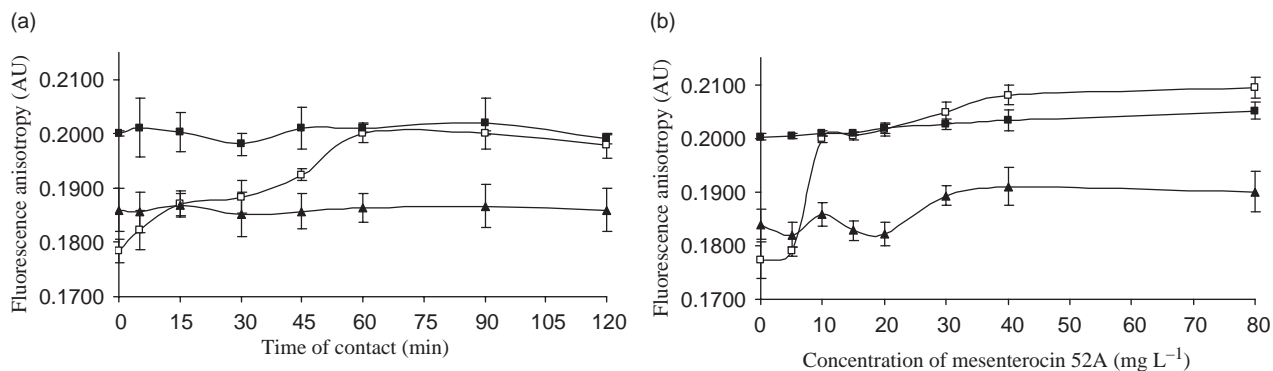 (a)
Fluorescence anisotropy (AU)
0.2100
0.2000
0.1900
0.1800
0.1700
0 15 30 45 60 75 90 105 120
Time of contact (min)
(b)
Fluorescence anisotropy (AU)
0.2100
0.2000
0.1900
0.1800
0.1700
0 10 20 30 40 50 60 70 80
Concentration of mesenterocin 52A (mg L⁻¹)